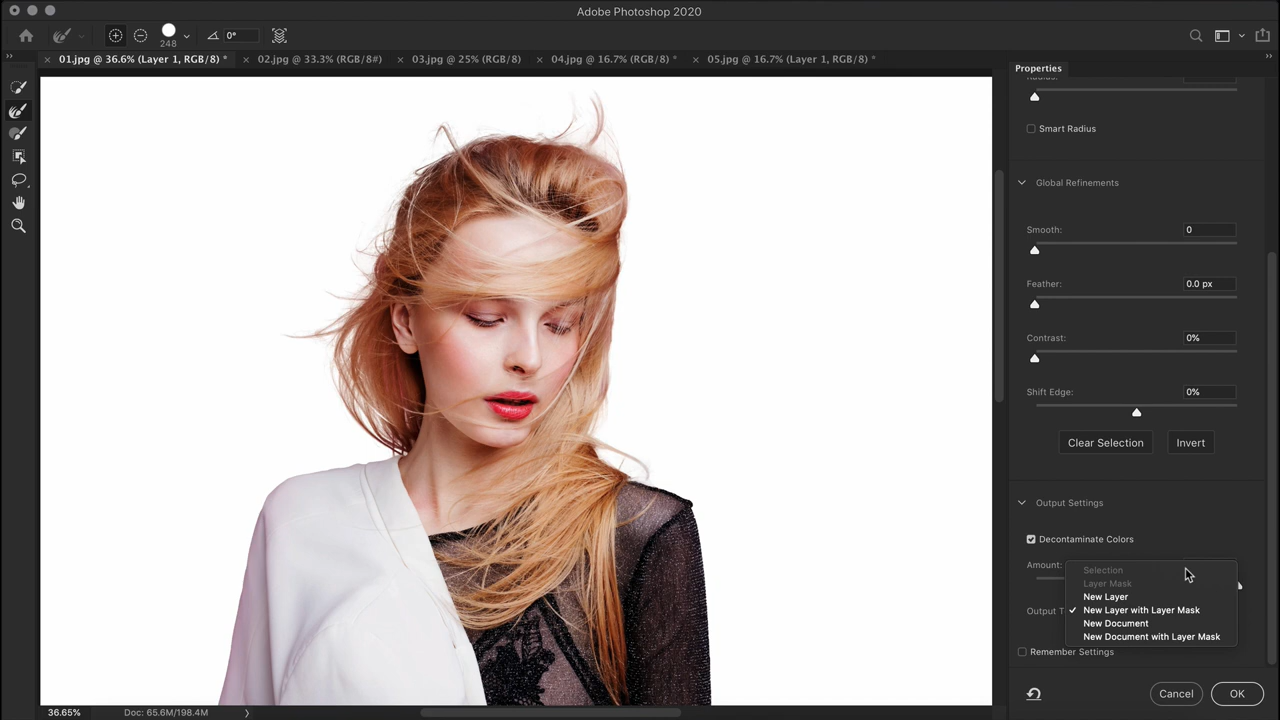 Adobe Photoshop 2020
248
0°
× 01.jpg @ 36.6% (Layer 1, RGB/8) * × 02.jpg @ 33.3% (RGB/8#) × 03.jpg @ 25% (RGB/8) × 04.jpg @ 16.7% (RGB/8) * × 05.jpg @ 16.7% (Layer 1, RGB/8) *
Properties
Radius:
Smart Radius
Global Refinements
Smooth: 0
Feather: 0.0 px
Contrast: 0%
Shift Edge: 0%
Clear Selection Invert
Output Settings
Decontaminate Colors
Amount:
Selection
Layer Mask
New Layer
Output T
New Layer with Layer Mask
New Document
New Document with Layer Mask
Remember Settings
Cancel OK
36.65% Doc: 65.6M/198.4M